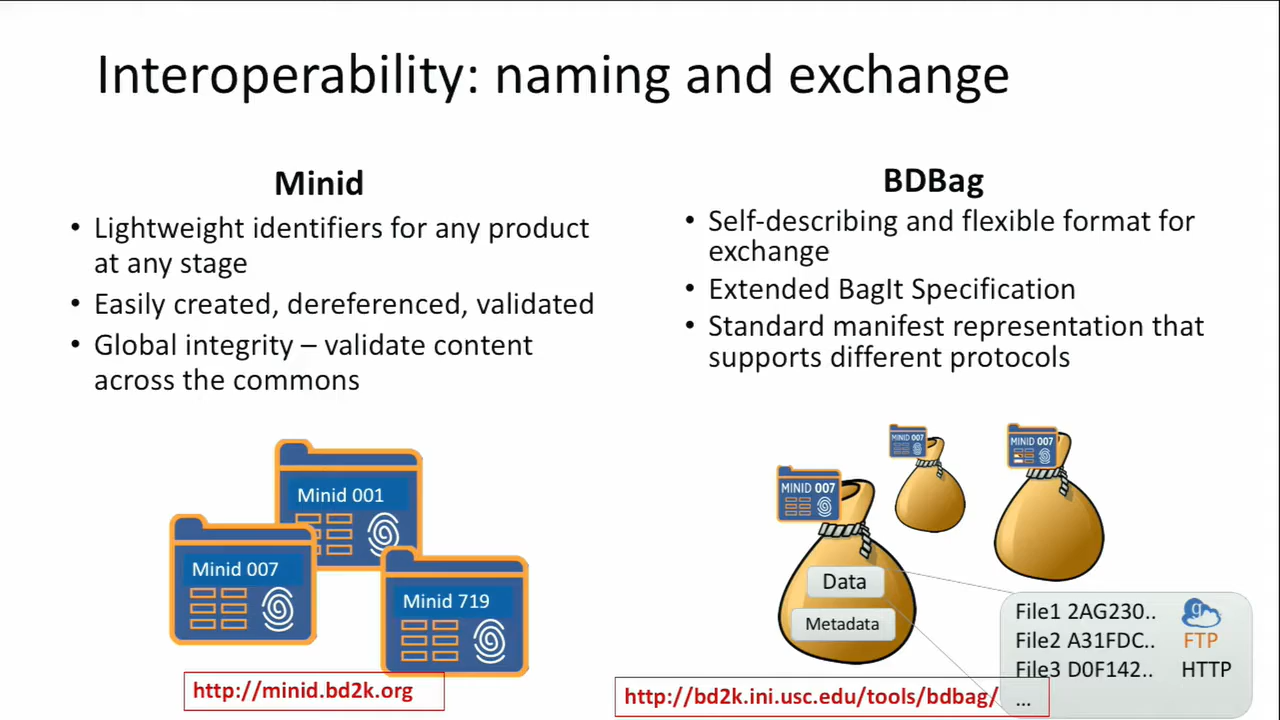 Interoperability: naming and exchange
Minid
• Lightweight identifiers for any product
at any stage
• Easily created, dereferenced, validated
• Global integrity – validate content
across the commons
Minid 001
Minid 007
Minid 719
http://minid.bd2k.org
BDBag
• Self-describing and flexible format for
exchange
• Extended BagIt Specification
• Standard manifest representation that
supports different protocols
MINID 007
MINID 007
MINID 007
Data
Metadata
File1 2AG230.. g
File2 A31FDC.. FTP
File3 D0F142.. HTTP
...
http://bd2k.ini.usc.edu/tools/bdbag/